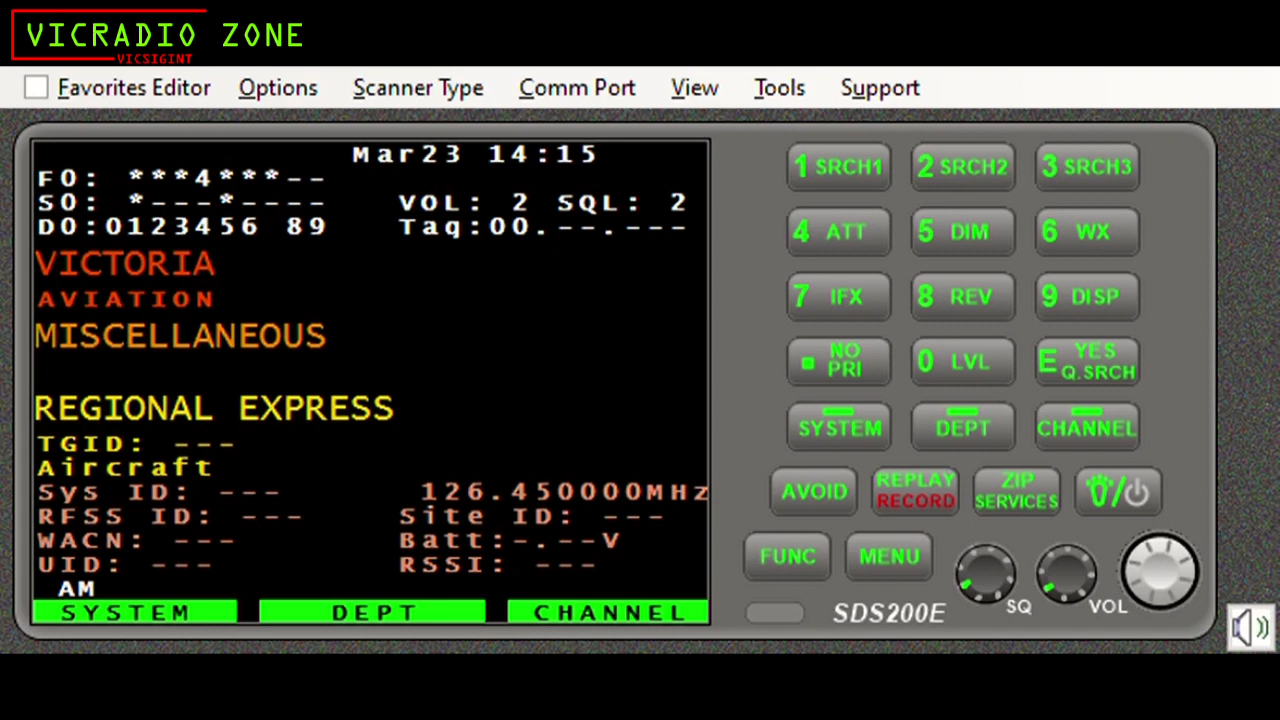 VICRADIO ZONE
VICSIGINT
Favorites Editor Options Scanner Type Comm Port View Tools Support
Mar23 14:15
F0: ***4***--
S0: *---*---- VOL: 2 SQL: 2
D0:0123456 89 Tag:00.--.---
VICTORIA
AVIATION
MISCELLANEOUS
REGIONAL EXPRESS
TGID: ---
Aircraft
Sys ID: --- 126.450000MHz
RFSS ID: --- Site ID: ---
WACN: --- Batt:-.--V
UID: --- RSSI: ---
AM
SYSTEM DEPT CHANNEL
1 SRCH1 2 SRCH2 3 SRCH3
4 ATT 5 DIM 6 WX
7 IFX 8 REV 9 DISP
. NO PRI 0 LVL E YES Q.SRCH
SYSTEM DEPT CHANNEL
AVOID REPLAY RECORD ZIP SERVICES
FUNC MENU
SDS200E SQ VOL